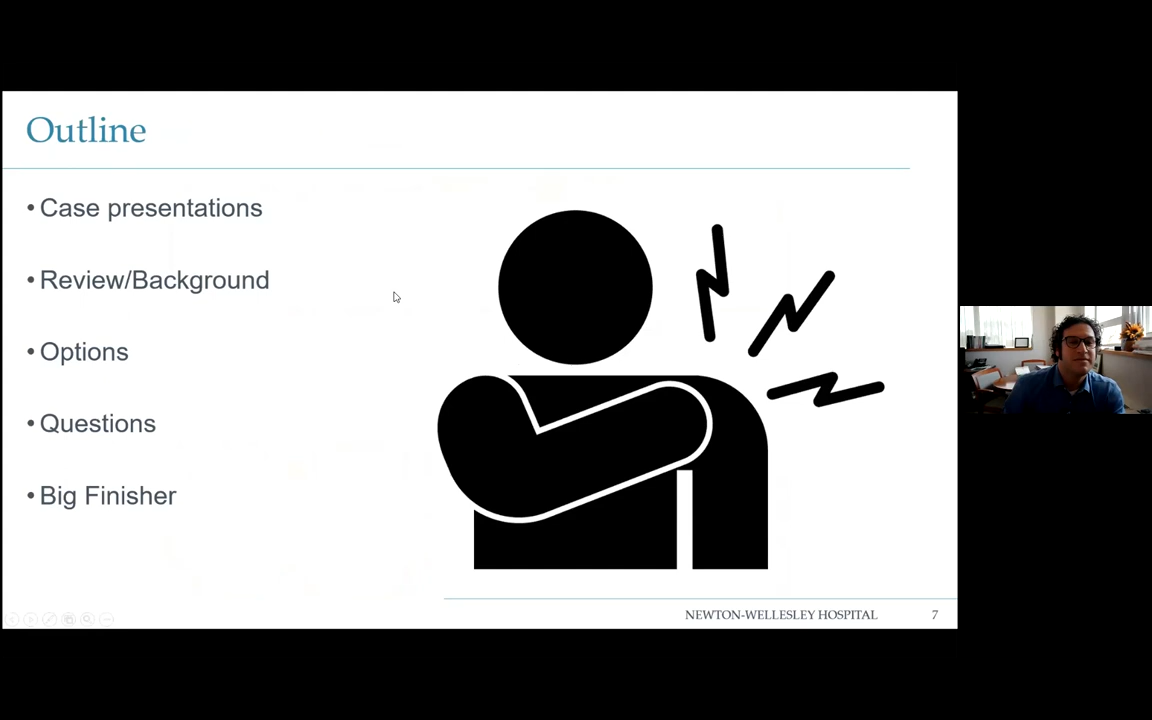 Outline
• Case presentations
• Review/Background
• Options
• Questions
• Big Finisher
NEWTON-WELLESLEY HOSPITAL 7